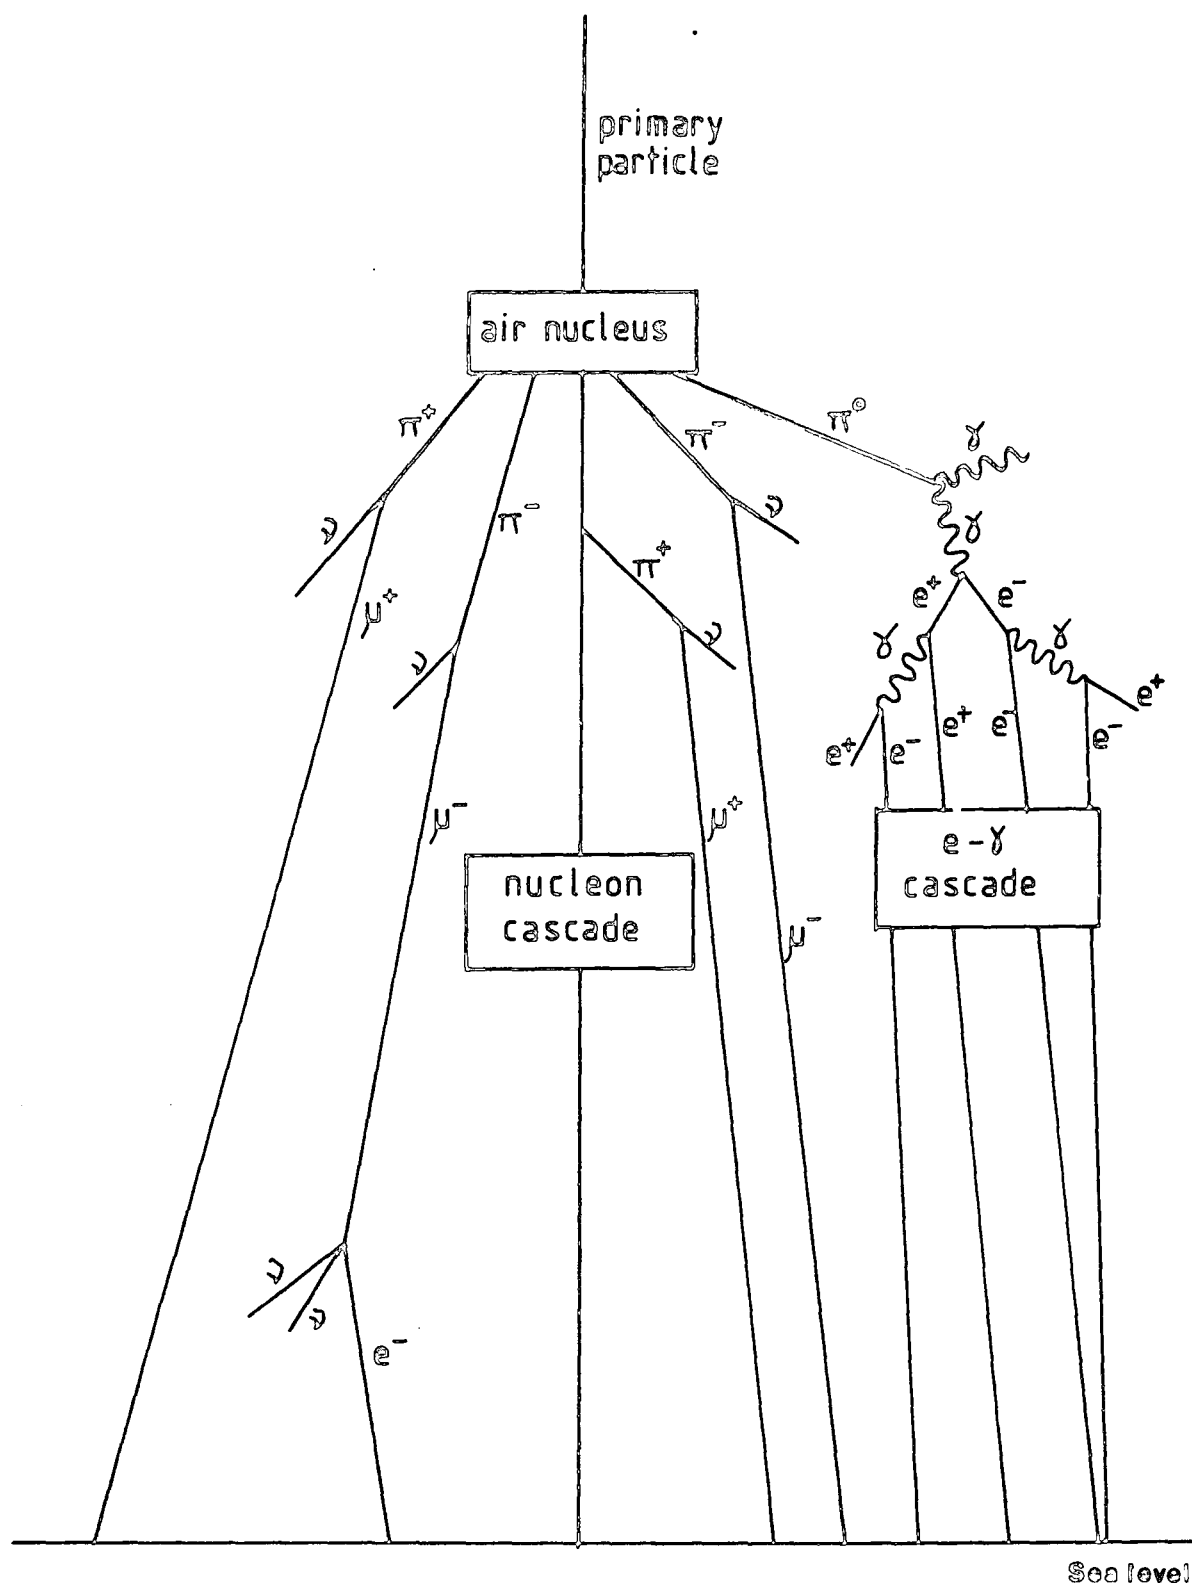 primary
particle
air nucleus
π⁺
π⁻
π⁰
γ
ν
π⁻
ν
γ
π⁺
e⁺
e⁻
μ⁺
ν
γ
γ
ν
e⁺
e⁺
e⁻
e⁺
e⁻
e⁻
μ⁻
μ⁺
e-γ
cascade
nucleon
cascade
μ⁻
ν
ν
e⁻
Sea level